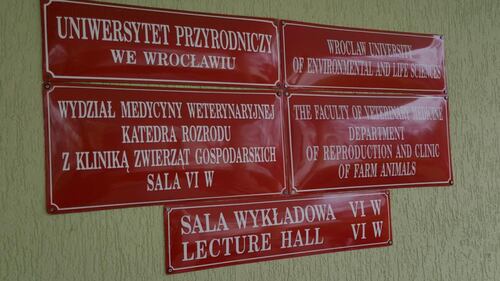 UNIWERSYTET PRZYRODNICZY
WE WROCŁAWIU
WROCLAW UNIVERSITY
OF ENVIRONMENTAL AND LIFE SCIENCES
WYDZIAŁ MEDYCYNY WETERYNARYJNEJ
KATEDRA ROZRODU
Z KLINIKĄ ZWIERZAT GOSPODARSKICH
SALA VI W
THE FACULTY OF VETERINARY MEDICINE
DEPARTMENT
OF REPRODUCTION AND CLINIC
OF FARM ANIMALS
SALA WYKŁADOWA VI W
LECTURE HALL VI W